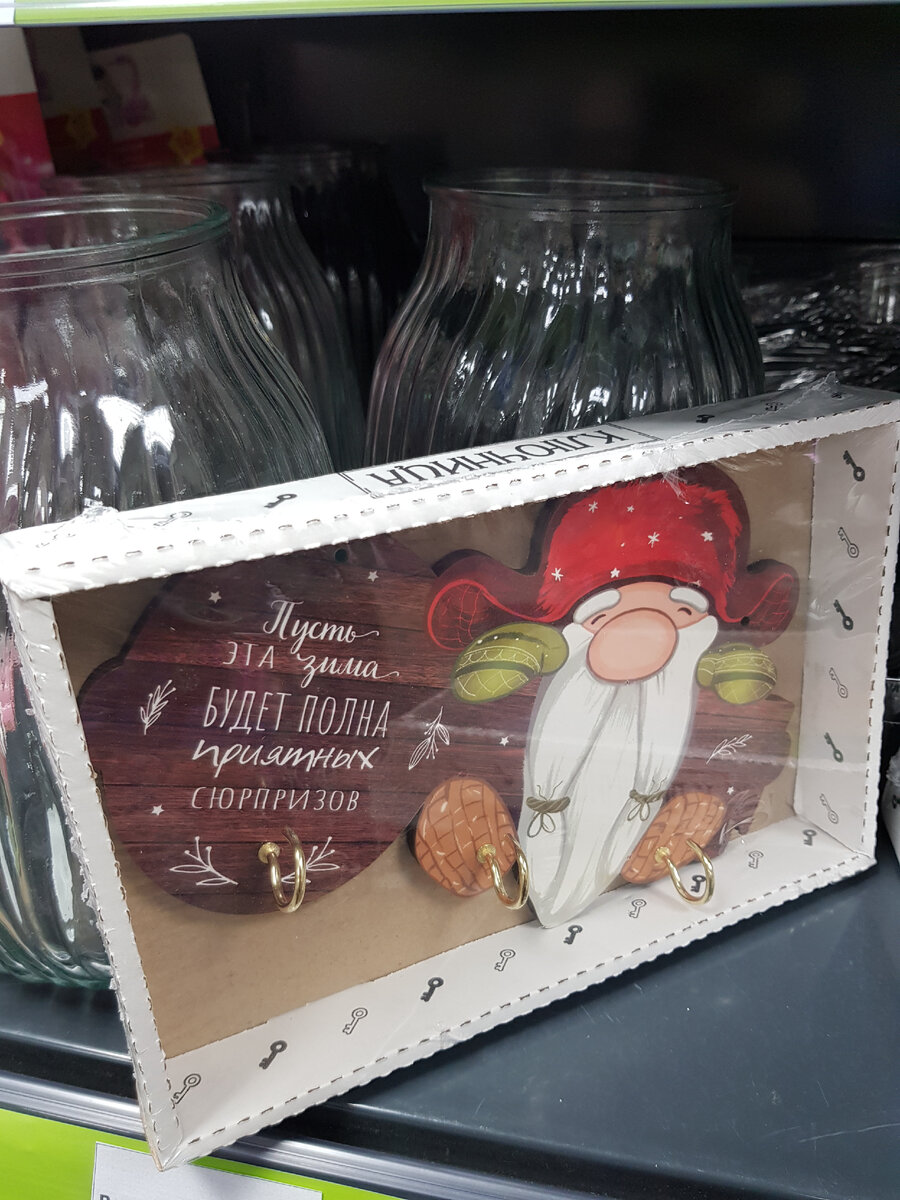 КЛЮЧНИЦА
Пусть
ЭТА зима
БУДЕТ ПОЛНА
приятных
СЮРПРИЗОВ